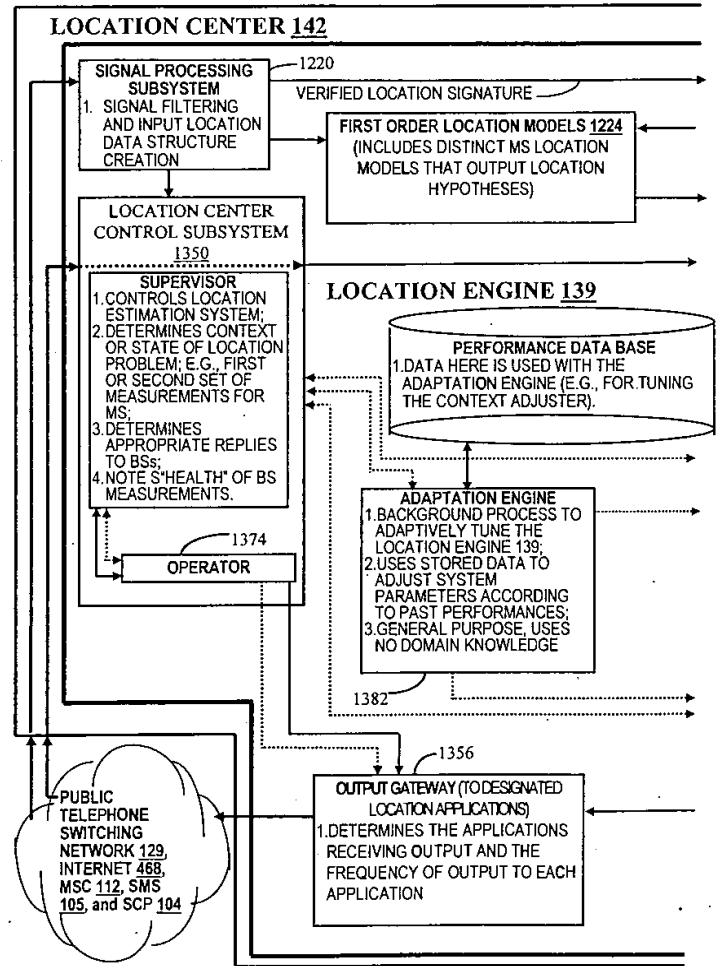 LOCATION CENTER 142
SIGNAL PROCESSING
SUBSYSTEM
1. SIGNAL FILTERING
AND INPUT LOCATION
DATA STRUCTURE
CREATION
1220
VERIFIED LOCATION SIGNATURE
FIRST ORDER LOCATION MODELS 1224
(INCLUDES DISTINCT MS LOCATION
MODELS THAT OUTPUT LOCATION
HYPOTHESES)
LOCATION CENTER
CONTROL SUBSYSTEM
1350
SUPERVISOR
1.CONTROLS LOCATION
ESTIMATION SYSTEM;
2.DETERMINES CONTEXT
OR STATE OF LOCATION
PROBLEM; E.G., FIRST
OR SECOND SET OF
MEASUREMENTS FOR
MS;
3.DETERMINES
APPROPRIATE REPLIES
TO BSs;
4.NOTE S"HEALTH" OF BS
MEASUREMENTS.
1374
OPERATOR
LOCATION ENGINE 139
PERFORMANCE DATA BASE
1.DATA HERE IS USED WITH THE
ADAPTATION ENGINE (E.G., FOR TUNING
THE CONTEXT ADJUSTER).
ADAPTATION ENGINE
1.BACKGROUND PROCESS TO
ADAPTIVELY TUNE THE
LOCATION ENGINE 139;
2.USES STORED DATA TO
ADJUST SYSTEM
PARAMETERS ACCORDING
TO PAST PERFORMANCES;
3.GENERAL PURPOSE, USES
NO DOMAIN KNOWLEDGE
1382
1356
OUTPUT GATEWAY (TO DESIGNATED
LOCATION APPLICATIONS)
1.DETERMINES THE APPLICATIONS
RECEIVING OUTPUT AND THE
FREQUENCY OF OUTPUT TO EACH
APPLICATION
PUBLIC
TELEPHONE
SWITCHING
NETWORK 129,
INTERNET 468,
MSC 112, SMS
105, and SCP 104